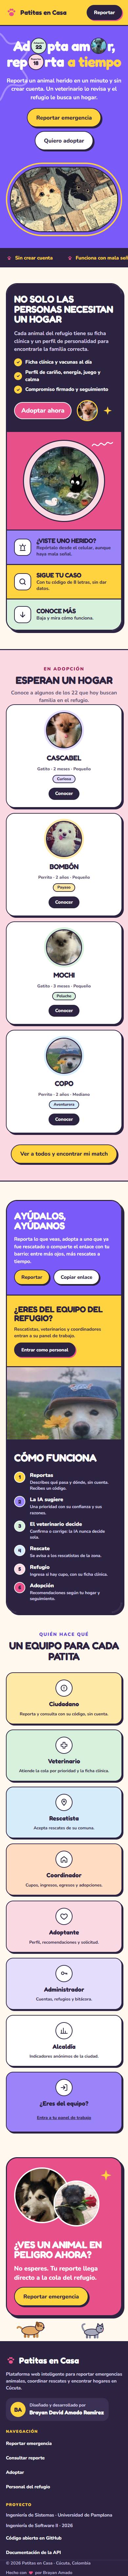 Patitas en Casa
Reportar
Adopta amor,
reporta a tiempo
Reporta un animal herido en un minuto y sin
crear cuenta. Un veterinario lo revisa y el
refugio le busca un hogar.
Reportar emergencia
Quiero adoptar
Sin crear cuenta
Funciona con mala señ
NO SOLO LAS
PERSONAS NECESITAN
UN HOGAR
Cada animal del refugio tiene su ficha
clínica y un perfil de personalidad para
encontrarle la familia correcta.
Ficha clínica y vacunas al día
Perfil de cariño, energía, juego y
calma
Compromiso firmado y seguimiento
Adoptar ahora
¿VISTE UNO HERIDO?
Repórtalo desde el celular, aunque
haya mala señal.
SIGUE TU CASO
Con tu código de 8 letras, sin dar
datos.
CONOCE MÁS
Baja y mira cómo funciona.
EN ADOPCIÓN
ESPERAN UN HOGAR
Conoce a algunos de los 22 que hoy buscan
familia en el refugio.
CASCABEL
Gatito · 2 meses · Pequeño
Curioso
Conocer
BOMBÓN
Perrito · 2 años · Pequeño
Payaso
Conocer
MOCHI
Gatito · 3 meses · Pequeño
Peluche
Conocer
COPO
Perrito · 2 años · Mediano
Aventurero
Conocer
Ver a todos y encontrar mi match
AYÚDALOS,
AYÚDANOS
Reporta lo que veas, adopta a uno que ya
fue rescatado o comparte el enlace con tu
barrio: entre más ojos, más rescates a
tiempo.
Reportar
Copiar enlace
¿ERES DEL EQUIPO DEL
REFUGIO?
Rescatistas, veterinarios y coordinadores
entran a su panel de trabajo.
Entrar como personal
CÓMO FUNCIONA
1
Reportas
Describes qué pasa y dónde, sin cuenta.
Recibes un código.
2
La IA sugiere
Una prioridad con su confianza y sus
razones.
3
El veterinario decide
Confirma o corrige: la IA nunca decide
sola.
4
Rescate
Se avisa a los rescatistas de la zona.
5
Refugio
Ingresa si hay cupo, con su ficha clínica.
6
Adopción
Recomendaciones según tu hogar y
seguimiento.
QUIÉN HACE QUÉ
UN EQUIPO PARA CADA
PATITA
Ciudadano
Reporta y consulta con su código, sin cuenta.
Veterinario
Atiende la cola por prioridad y la ficha clínica.
Rescatista
Acepta rescates de su comuna.
Coordinador
Cupos, ingresos, egresos y adopciones.
Adoptante
Perfil, recomendaciones y solicitud.
Administrador
Cuentas, refugios y bitácora.
Alcaldía
Indicadores anónimos de la ciudad.
¿Eres del equipo?
Entra a tu panel de trabajo
¿VES UN ANIMAL EN
PELIGRO AHORA?
No esperes. Tu reporte llega
directo a la cola del refugio.
Reportar emergencia
Patitas en Casa
Plataforma web inteligente para reportar emergencias
animales, coordinar rescates y encontrar hogares en
Cúcuta.
BA
Diseñado y desarrollado por
Brayan David Amado Ramírez
NAVEGACIÓN
Reportar emergencia
Consultar reporte
Adoptar
Personal del refugio
PROYECTO
Ingeniería de Sistemas · Universidad de Pamplona
Ingeniería de Software II · 2026
Código abierto en GitHub
Documentación de la API
© 2026 Patitas en Casa · Cúcuta, Colombia
Hecho con por Brayan Amado